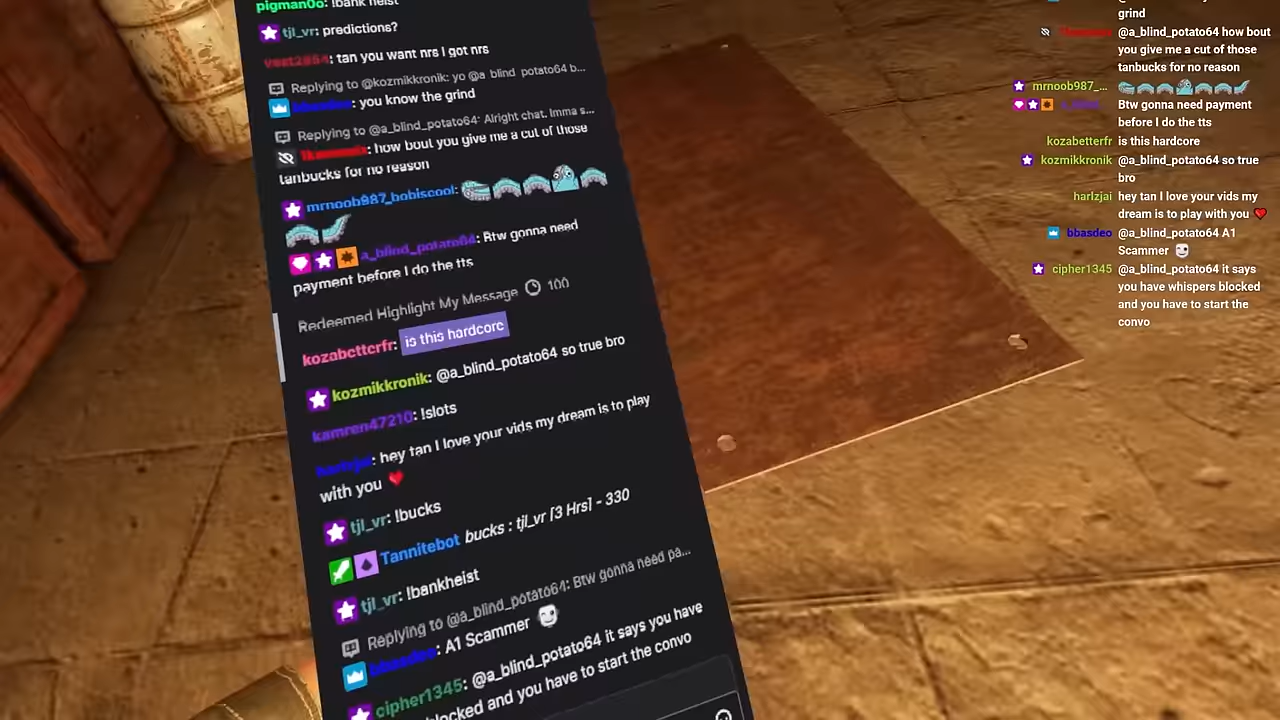 pigman0o: !bank heist
tjl_vr: predictions?
tan you want nrs I got nrs
Replying to @kozmikkronik: yo @a_blind_potato64 b...
bbasdeo: you know the grind
Replying to @a_blind_potato64: Alright chat. Imma s...
how bout you give me a cut of those
tanbucks for no reason
mrnoob987_bobiscool:
a_blind_potato64: Btw gonna need
payment before I do the tts
Redeemed Highlight My Message 100
kozabetterfr: is this hardcore
kozmikkronik: @a_blind_potato64 so true bro
kamren47210: !slots
harlzjai: hey tan I love your vids my dream is to play
with you
tjl_vr: !bucks
Tannitebot bucks : tjl_vr [3 Hrs] - 330
tjl_vr: !bankheist
Replying to @a_blind_potato64: Btw gonna need pa...
bbasdeo: A1 Scammer
cipher1345: @a_blind_potato64 it says you have
blocked and you have to start the convo
grind
@a_blind_potato64 how bout
you give me a cut of those
tanbucks for no reason
mrnoob987_...
Btw gonna need payment
before I do the tts
kozabetterfr is this hardcore
kozmikkronik @a_blind_potato64 so true
bro
harlzjai hey tan I love your vids my
dream is to play with you
bbasdeo @a_blind_potato64 A1
Scammer
cipher1345 @a_blind_potato64 it says
you have whispers blocked
and you have to start the
convo